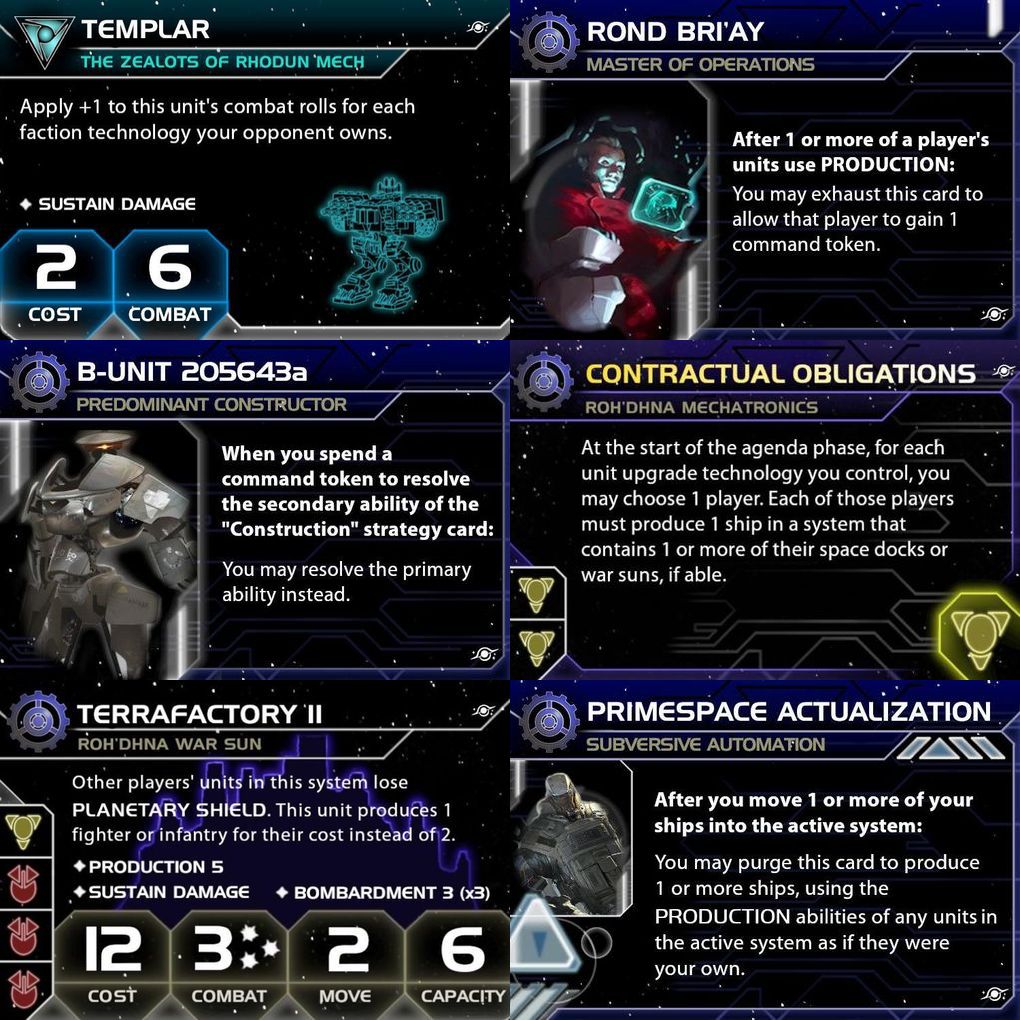 TEMPLAR
THE ZEALOTS OF RHODUN MECH
Apply +1 to this unit's combat rolls for each
faction technology your opponent owns.
SUSTAIN DAMAGE
2 6
COST COMBAT
ROND BRI'AY
MASTER OF OPERATIONS
After 1 or more of a player's
units use PRODUCTION:
You may exhaust this card to
allow that player to gain 1
command token.
B-UNIT 205643a
PREDOMINANT CONSTRUCTOR
When you spend a
command token to resolve
the secondary ability of the
"Construction" strategy card:
You may resolve the primary
ability instead.
CONTRACTUAL OBLIGATIONS
ROH'DHNA MECHATRONICS
At the start of the agenda phase, for each
unit upgrade technology you control, you
may choose 1 player. Each of those players
must produce 1 ship in a system that
contains 1 or more of their space docks or
war suns, if able.
TERRAFACTORY II
ROH'DHNA WAR SUN
Other players' units in this system lose
PLANETARY SHIELD. This unit produces 1
fighter or infantry for their cost instead of 2.
PRODUCTION 5
SUSTAIN DAMAGE BOMBARDMENT 3 (x3)
12 3 2 6
COST COMBAT MOVE CAPACITY
PRIMESPACE ACTUALIZATION
SUBVERSIVE AUTOMATION
After you move 1 or more of your
ships into the active system:
You may purge this card to produce
1 or more ships, using the
PRODUCTION abilities of any units in
the active system as if they were
your own.